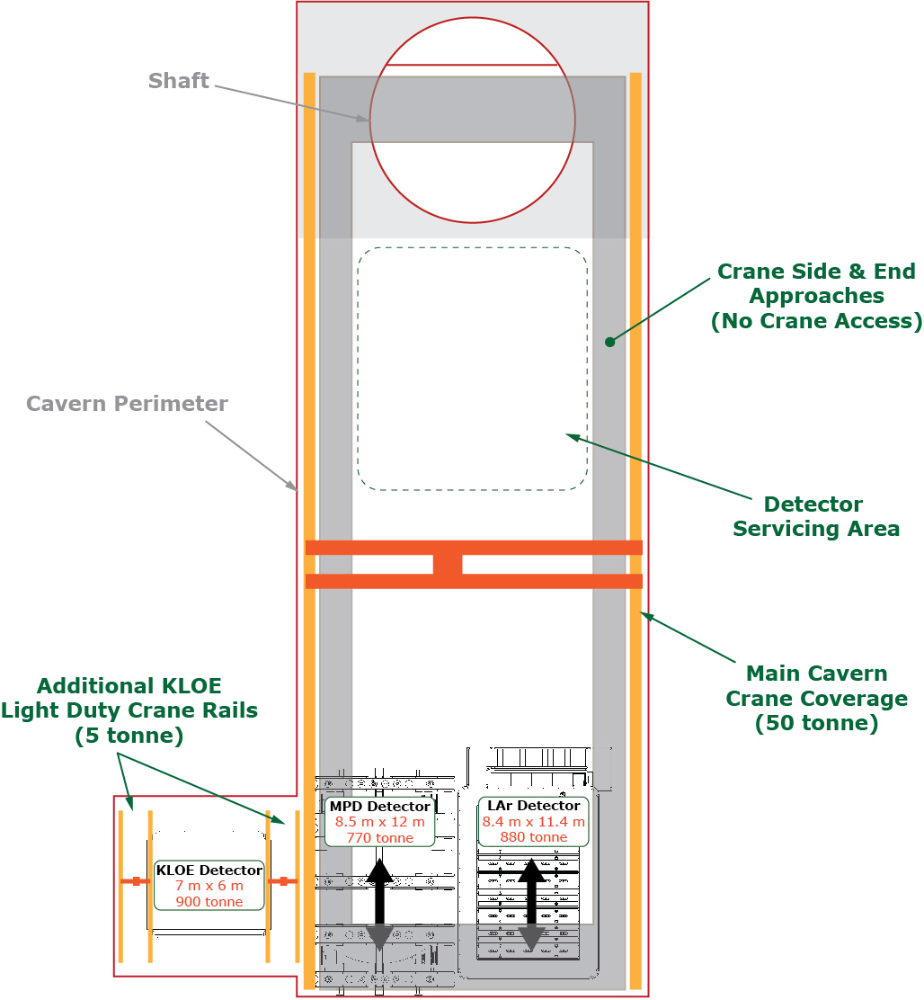 Shaft
Crane Side & End
Approaches
(No Crane Access)
Cavern Perimeter
Detector
Servicing Area
Main Cavern
Crane Coverage
(50 tonne)
Additional KLOE
Light Duty Crane Rails
(5 tonne)
MPD Detector
8.5 m x 12 m
770 tonne
LAr Detector
8.4 m x 11.4 m
880 tonne
KLOE Detector
7 m x 6 m
900 tonne